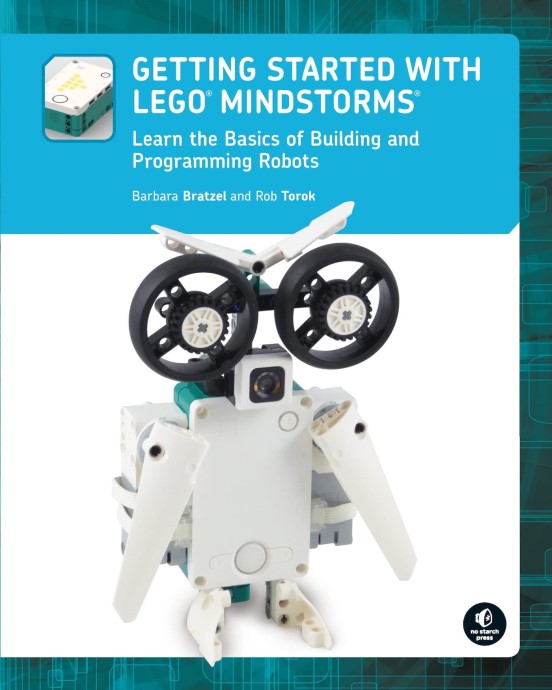 GETTING STARTED WITH
LEGO® MINDSTORMS®
Learn the Basics of Building and
Programming Robots
Barbara Bratzel and Rob Torok
no starch
press